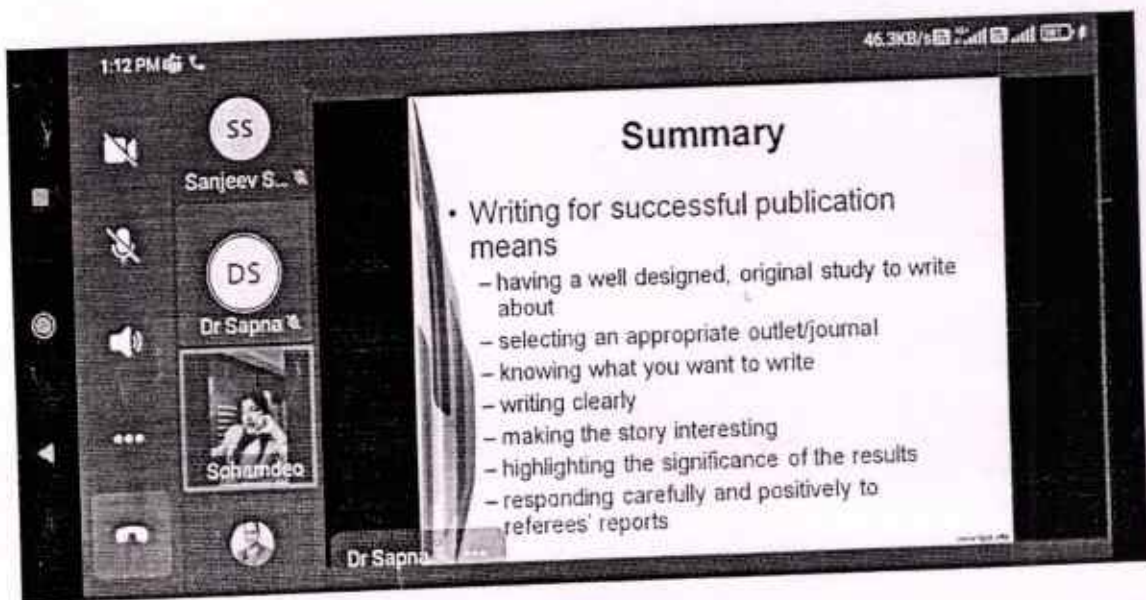 1:12 PM
46.3KB/s
SS
Sanjeev S...
DS
Dr Sapna
Sohamdeo
Dr Sapna
...
Summary
• Writing for successful publication
means
– having a well designed, original study to write
about
– selecting an appropriate outlet/journal
– knowing what you want to write
– writing clearly
– making the story interesting
– highlighting the significance of the results
– responding carefully and positively to
referees' reports